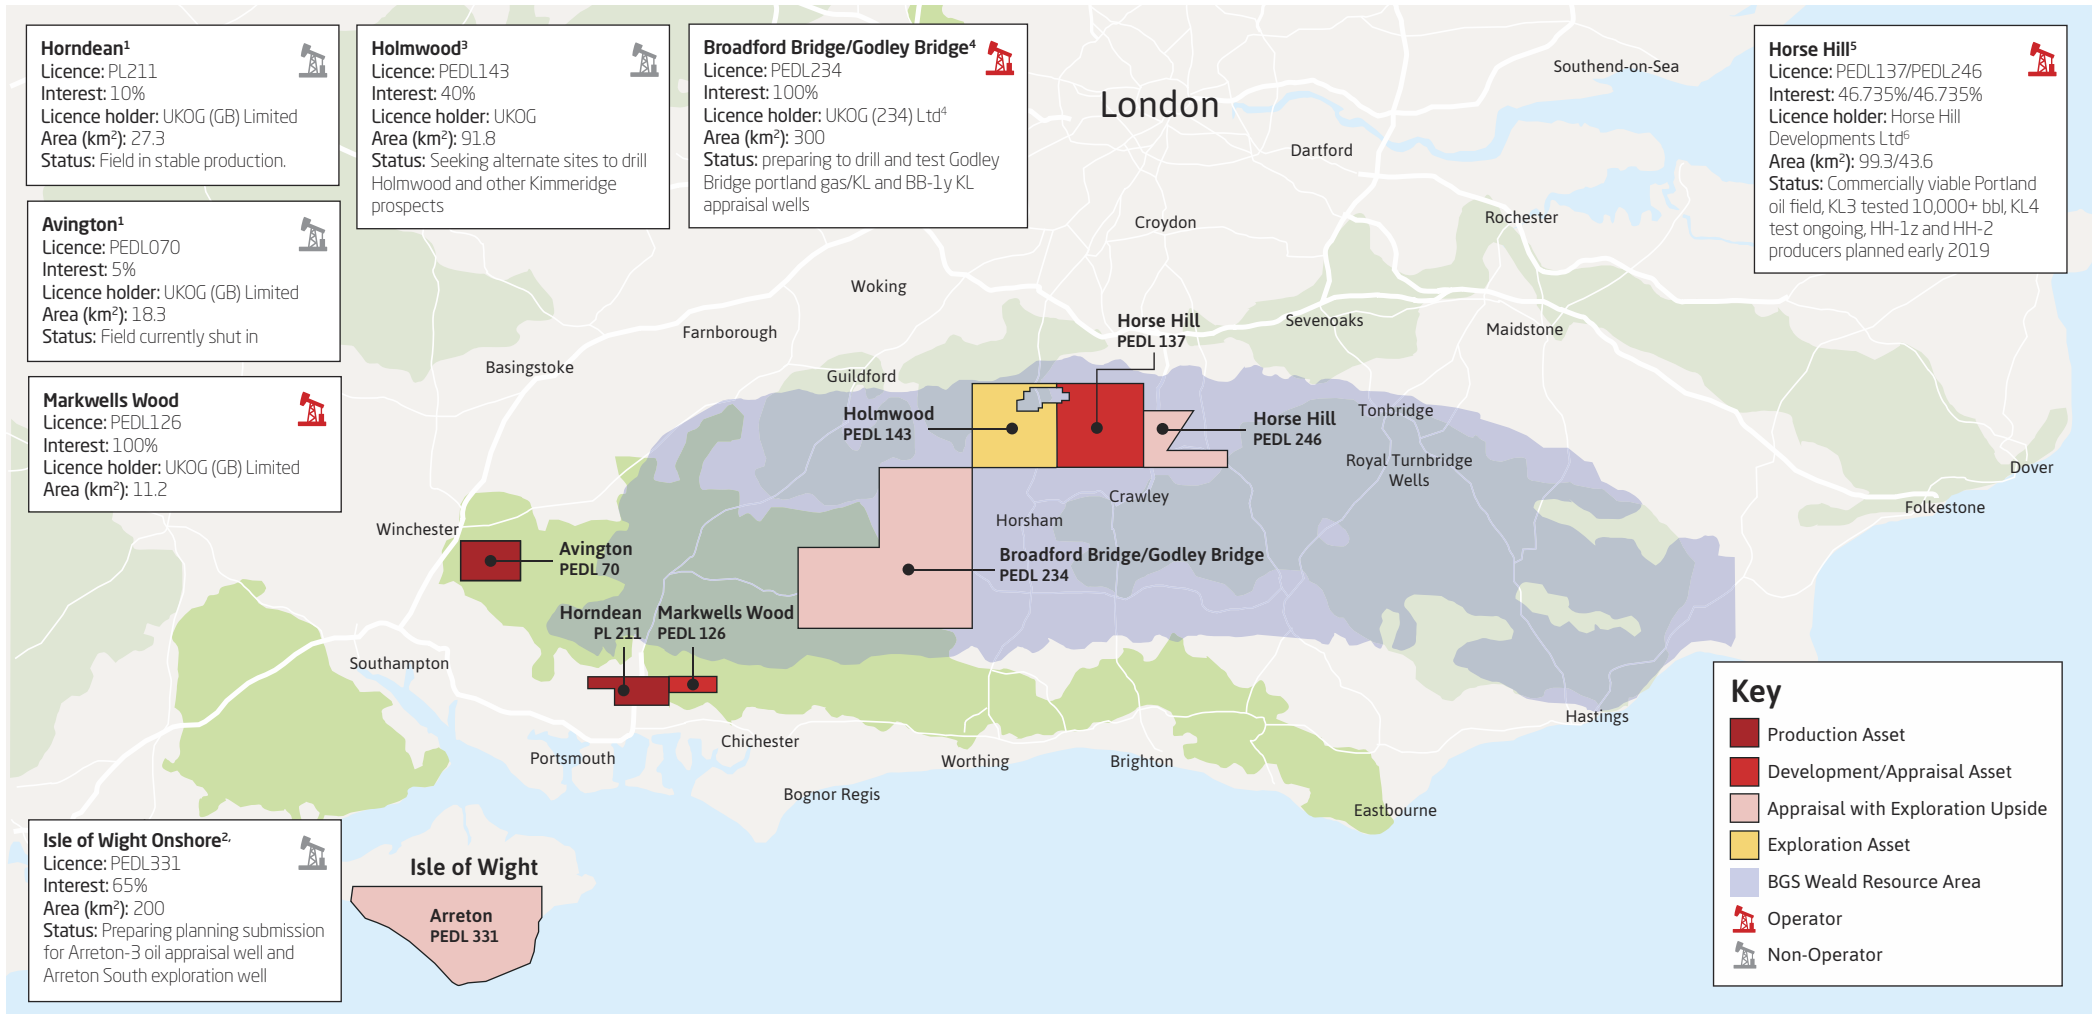 Horndean¹
Licence: PL211
Interest: 10%
Licence holder: UKOG (GB) Limited
Area (km²): 27.3
Status: Field in stable production.
Holmwood³
Licence: PEDL143
Interest: 40%
Licence holder: UKOG
Area (km²): 91.8
Status: Seeking alternate sites to drill
Holmwood and other Kimmeridge
prospects
Broadford Bridge/Godley Bridge⁴
Licence: PEDL234
Interest: 100%
Licence holder: UKOG (234) Ltd⁴
Area (km²): 300
Status: preparing to drill and test Godley
Bridge portland gas/KL and BB-1y KL
appraisal wells
Horse Hill⁵
Licence: PEDL137/PEDL246
Interest: 46.735%/46.735%
Licence holder: Horse Hill
Developments Ltd⁶
Area (km²): 99.3/43.6
Status: Commercially viable Portland
oil field, KL3 tested 10,000+ bbl, KL4
test ongoing, HH-1z and HH-2
producers planned early 2019
Avington¹
Licence: PEDL070
Interest: 5%
Licence holder: UKOG (GB) Limited
Area (km²): 18.3
Status: Field currently shut in
Markwells Wood
Licence: PEDL126
Interest: 100%
Licence holder: UKOG (GB) Limited
Area (km²): 11.2
Isle of Wight Onshore²,
Licence: PEDL331
Interest: 65%
Area (km²): 200
Status: Preparing planning submission
for Arreton-3 oil appraisal well and
Arreton South exploration well
London
Southend-on-Sea
Dartford
Croydon
Rochester
Woking
Farnborough
Sevenoaks
Maidstone
Basingstoke
Guildford
Horse Hill
PEDL 137
Holmwood
PEDL 143
Horse Hill
PEDL 246
Tonbridge
Royal Turnbridge
Wells
Dover
Folkestone
Crawley
Horsham
Winchester
Avington
PEDL 70
Broadford Bridge/Godley Bridge
PEDL 234
Horndean
PL 211
Markwells Wood
PEDL 126
Southampton
Portsmouth
Chichester
Bognor Regis
Worthing
Brighton
Eastbourne
Hastings
Isle of Wight
Arreton
PEDL 331
Key
Production Asset
Development/Appraisal Asset
Appraisal with Exploration Upside
Exploration Asset
BGS Weald Resource Area
Operator
Non-Operator